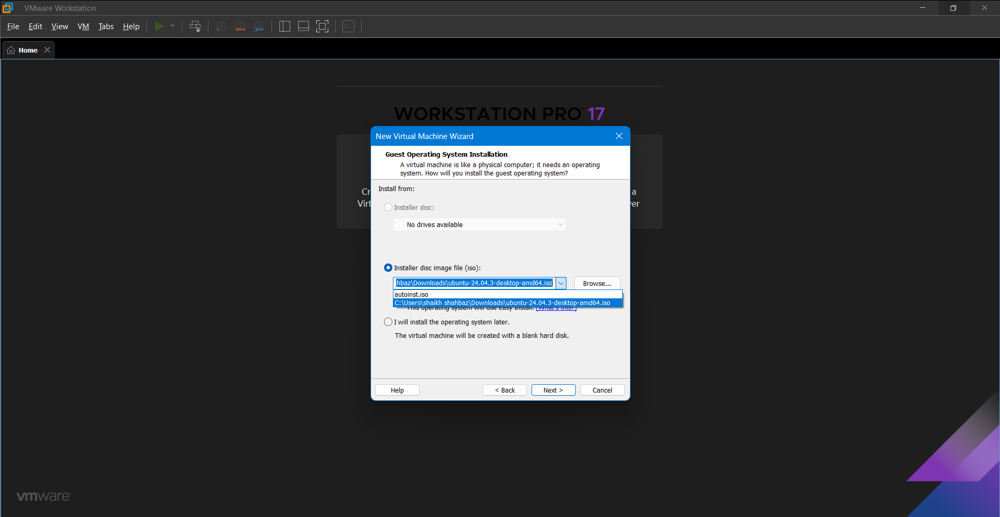 VMware Workstation
File Edit View VM Tabs Help
Home
WORKSTATION PRO™ 17
New Virtual Machine Wizard
Guest Operating System Installation
A virtual machine is like a physical computer; it needs an operating
system. How will you install the guest operating system?
Install from:
Cr
a
Virt
er
Installer disc:
No drives available
Installer disc image file (iso):
hbaz\Downloads\ubuntu-24.04.3-desktop-amd64.iso
Browse...
autoinst.iso
C:\Users\shaikh shahbaz\Downloads\ubuntu-24.04.3-desktop-amd64.iso
This operating system will use Easy Install. (What's this?)
I will install the operating system later.
The virtual machine will be created with a blank hard disk.
Help
< Back
Next >
Cancel
vmware